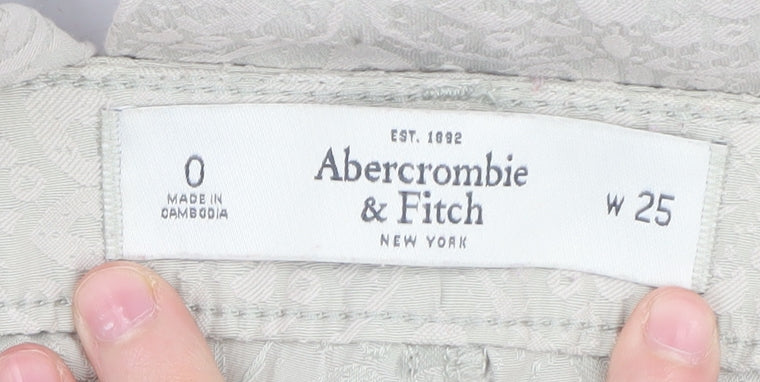 0
MADE IN
CAMBODIA
EST. 1892
Abercrombie
& Fitch
NEW YORK
W 25